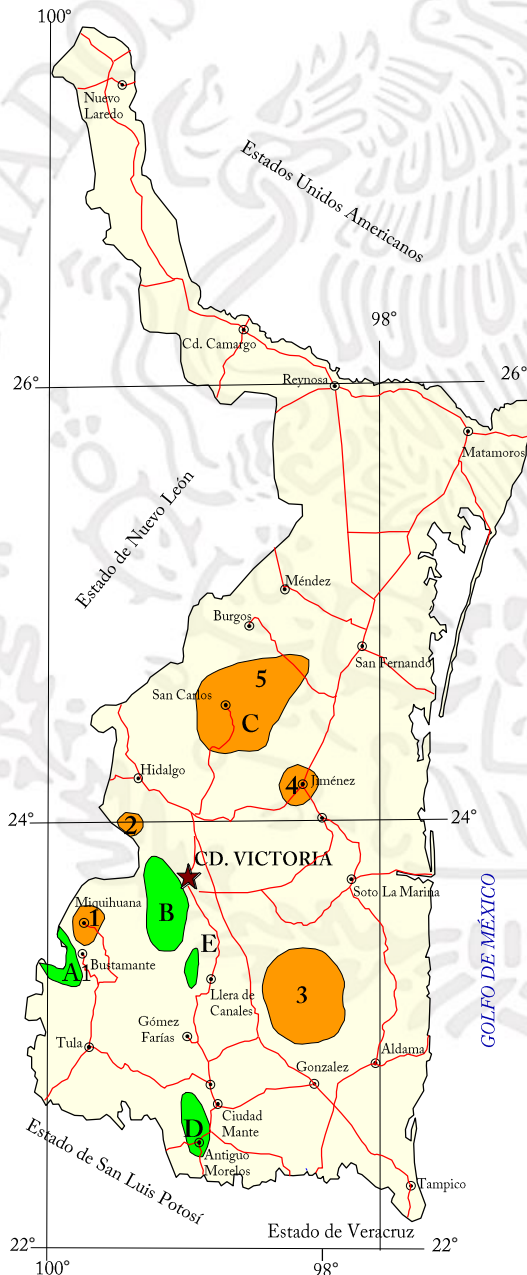 100°
Nuevo
Laredo
Estados Unidos Americanos
98°
Cd. Camargo
Reynosa
26°
26°
Matamoros
Estado de Nuevo León
Méndez
Burgos
San Fernando
5
San Carlos
C
4
Jiménez
Hidalgo
24°
2
24°
CD. VICTORIA
Soto La Marina
B
Miquihuana
1
E
A1
Bustamante
3
Llera de
Canales
GOLFO DE MÉXICO
Gómez
Farías
Tula
Aldama
Gonzalez
Ciudad
Mante
D
Antiguo
Morelos
Estado de San Luis Potosí
Tampico
Estado de Veracruz
22°
22°
100°
98°